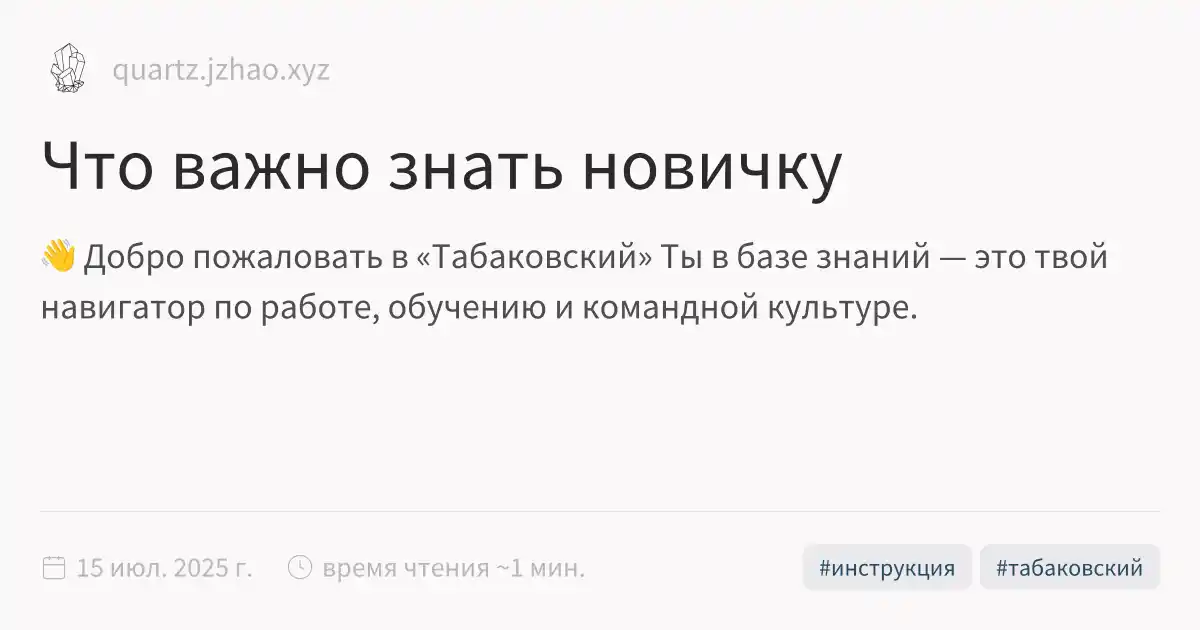 quartz.jzhao.xyz
Что важно знать новичку
👋 Добро пожаловать в «Табаковский» Ты в базе знаний — это твой
навигатор по работе, обучению и командной культуре.
15 июл. 2025 г. время чтения ~1 мин. #инструкция #табаковский